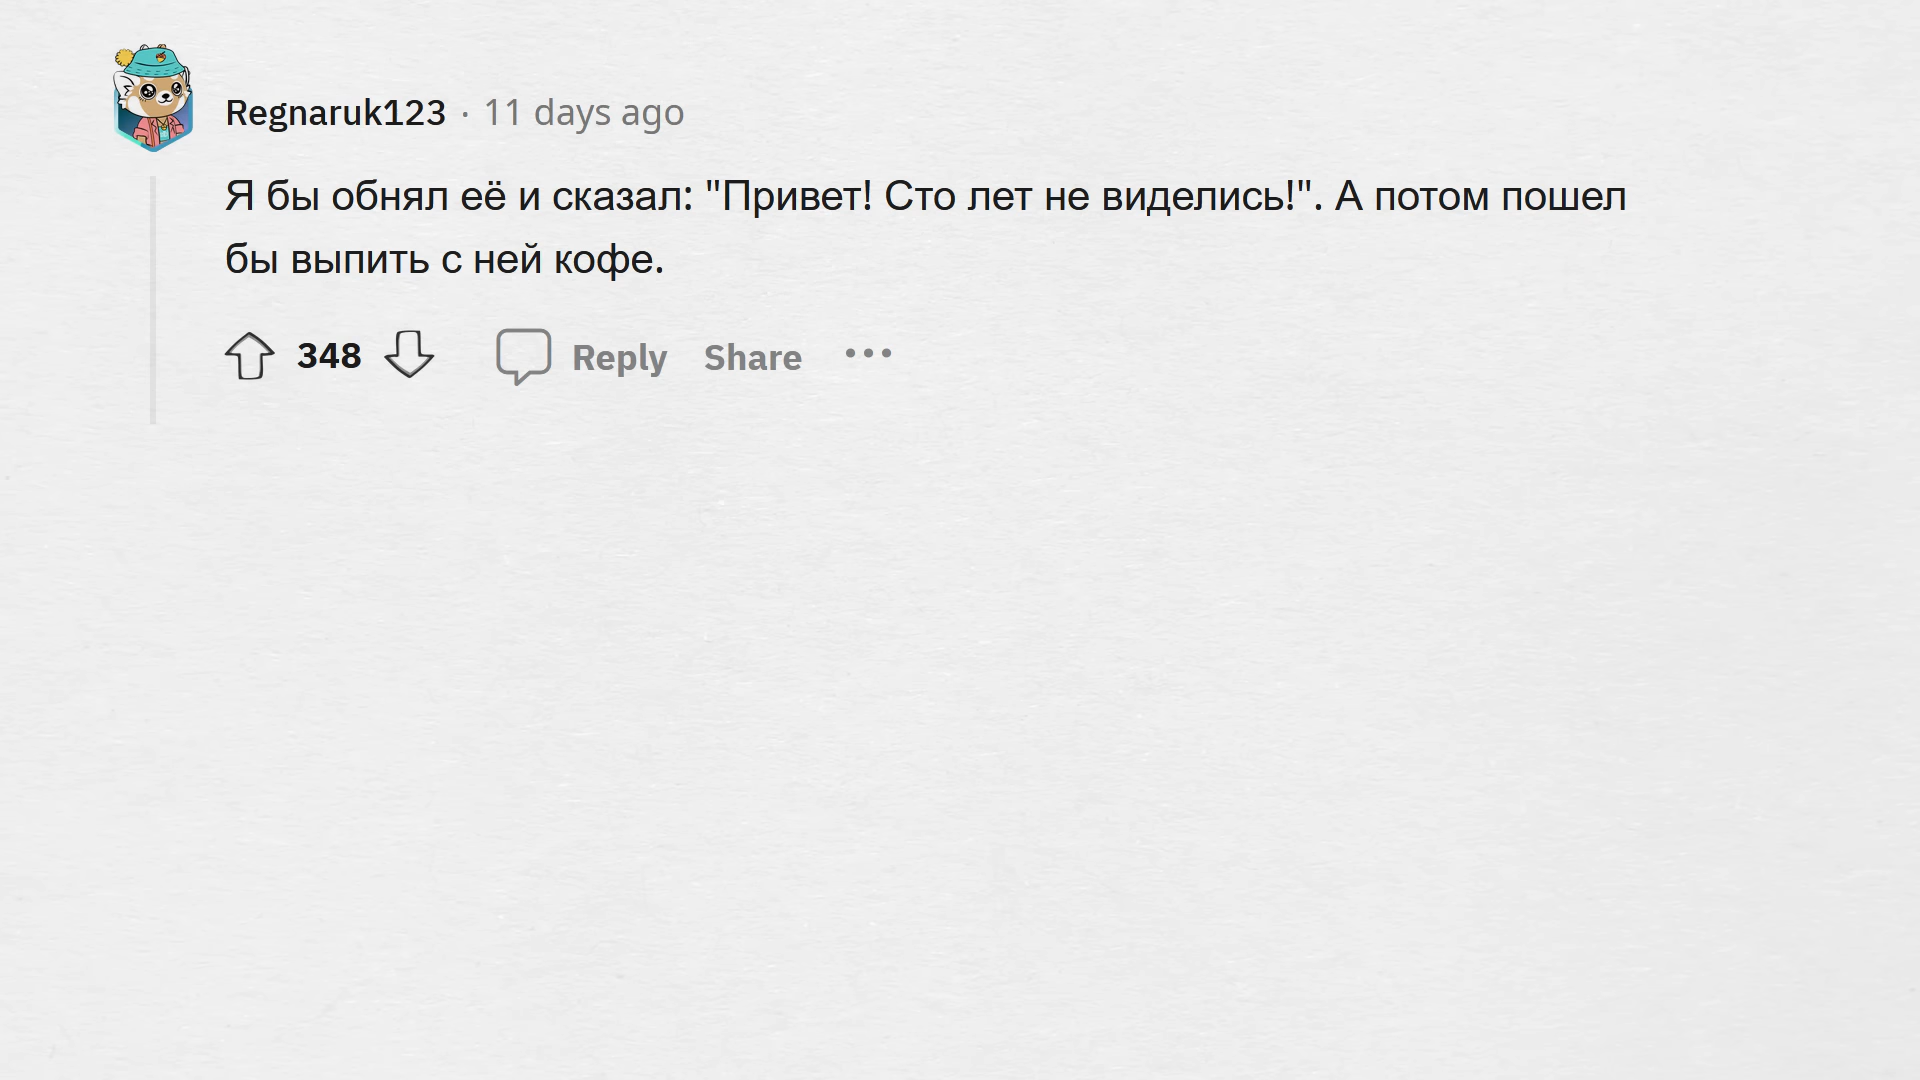 Regnaruk123 · 11 days ago
Я бы обнял её и сказал: "Привет! Сто лет не виделись!". А потом пошел
бы выпить с ней кофе.
348 Reply Share •••